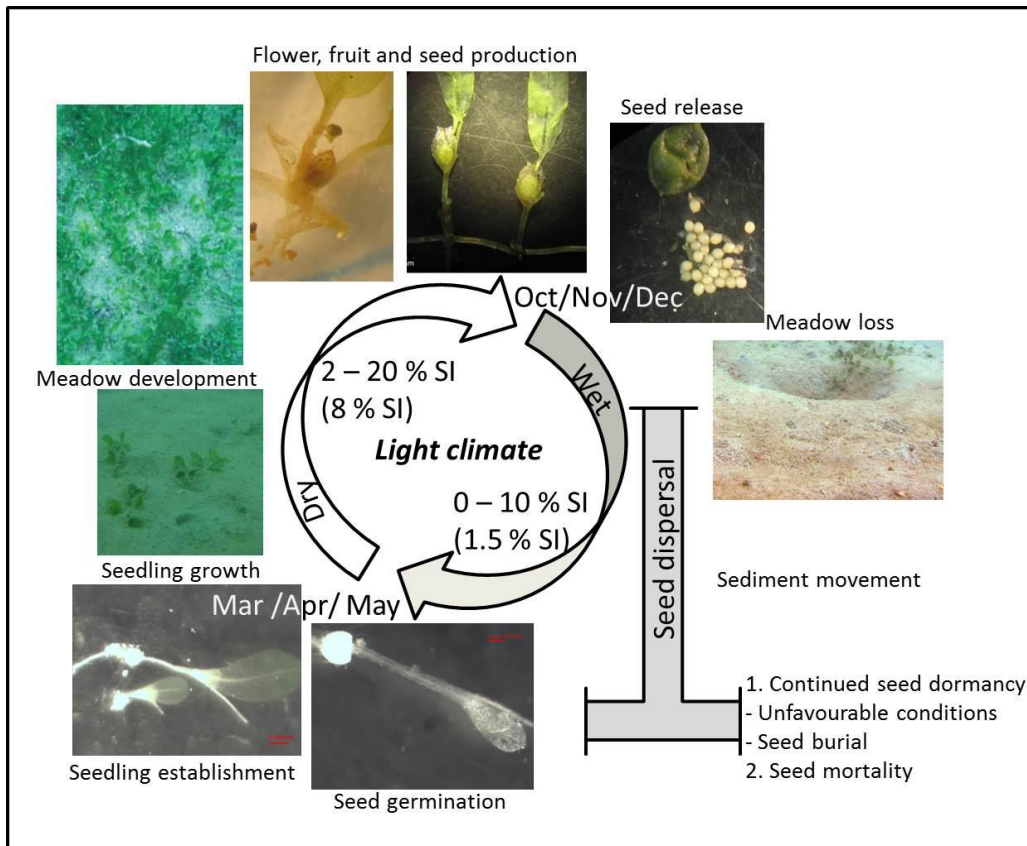 Flower, fruit and seed production
Seed release
Oct/Nov/Dec
Meadow loss
Meadow development
2 – 20 % SI
(8 % SI)
Wet
Light climate
Dry
0 – 10 % SI
(1.5 % SI)
Seed dispersal
Sediment movement
Seedling growth
Mar /Apr/ May
1. Continued seed dormancy
- Unfavourable conditions
- Seed burial
2. Seed mortality
Seedling establishment
Seed germination